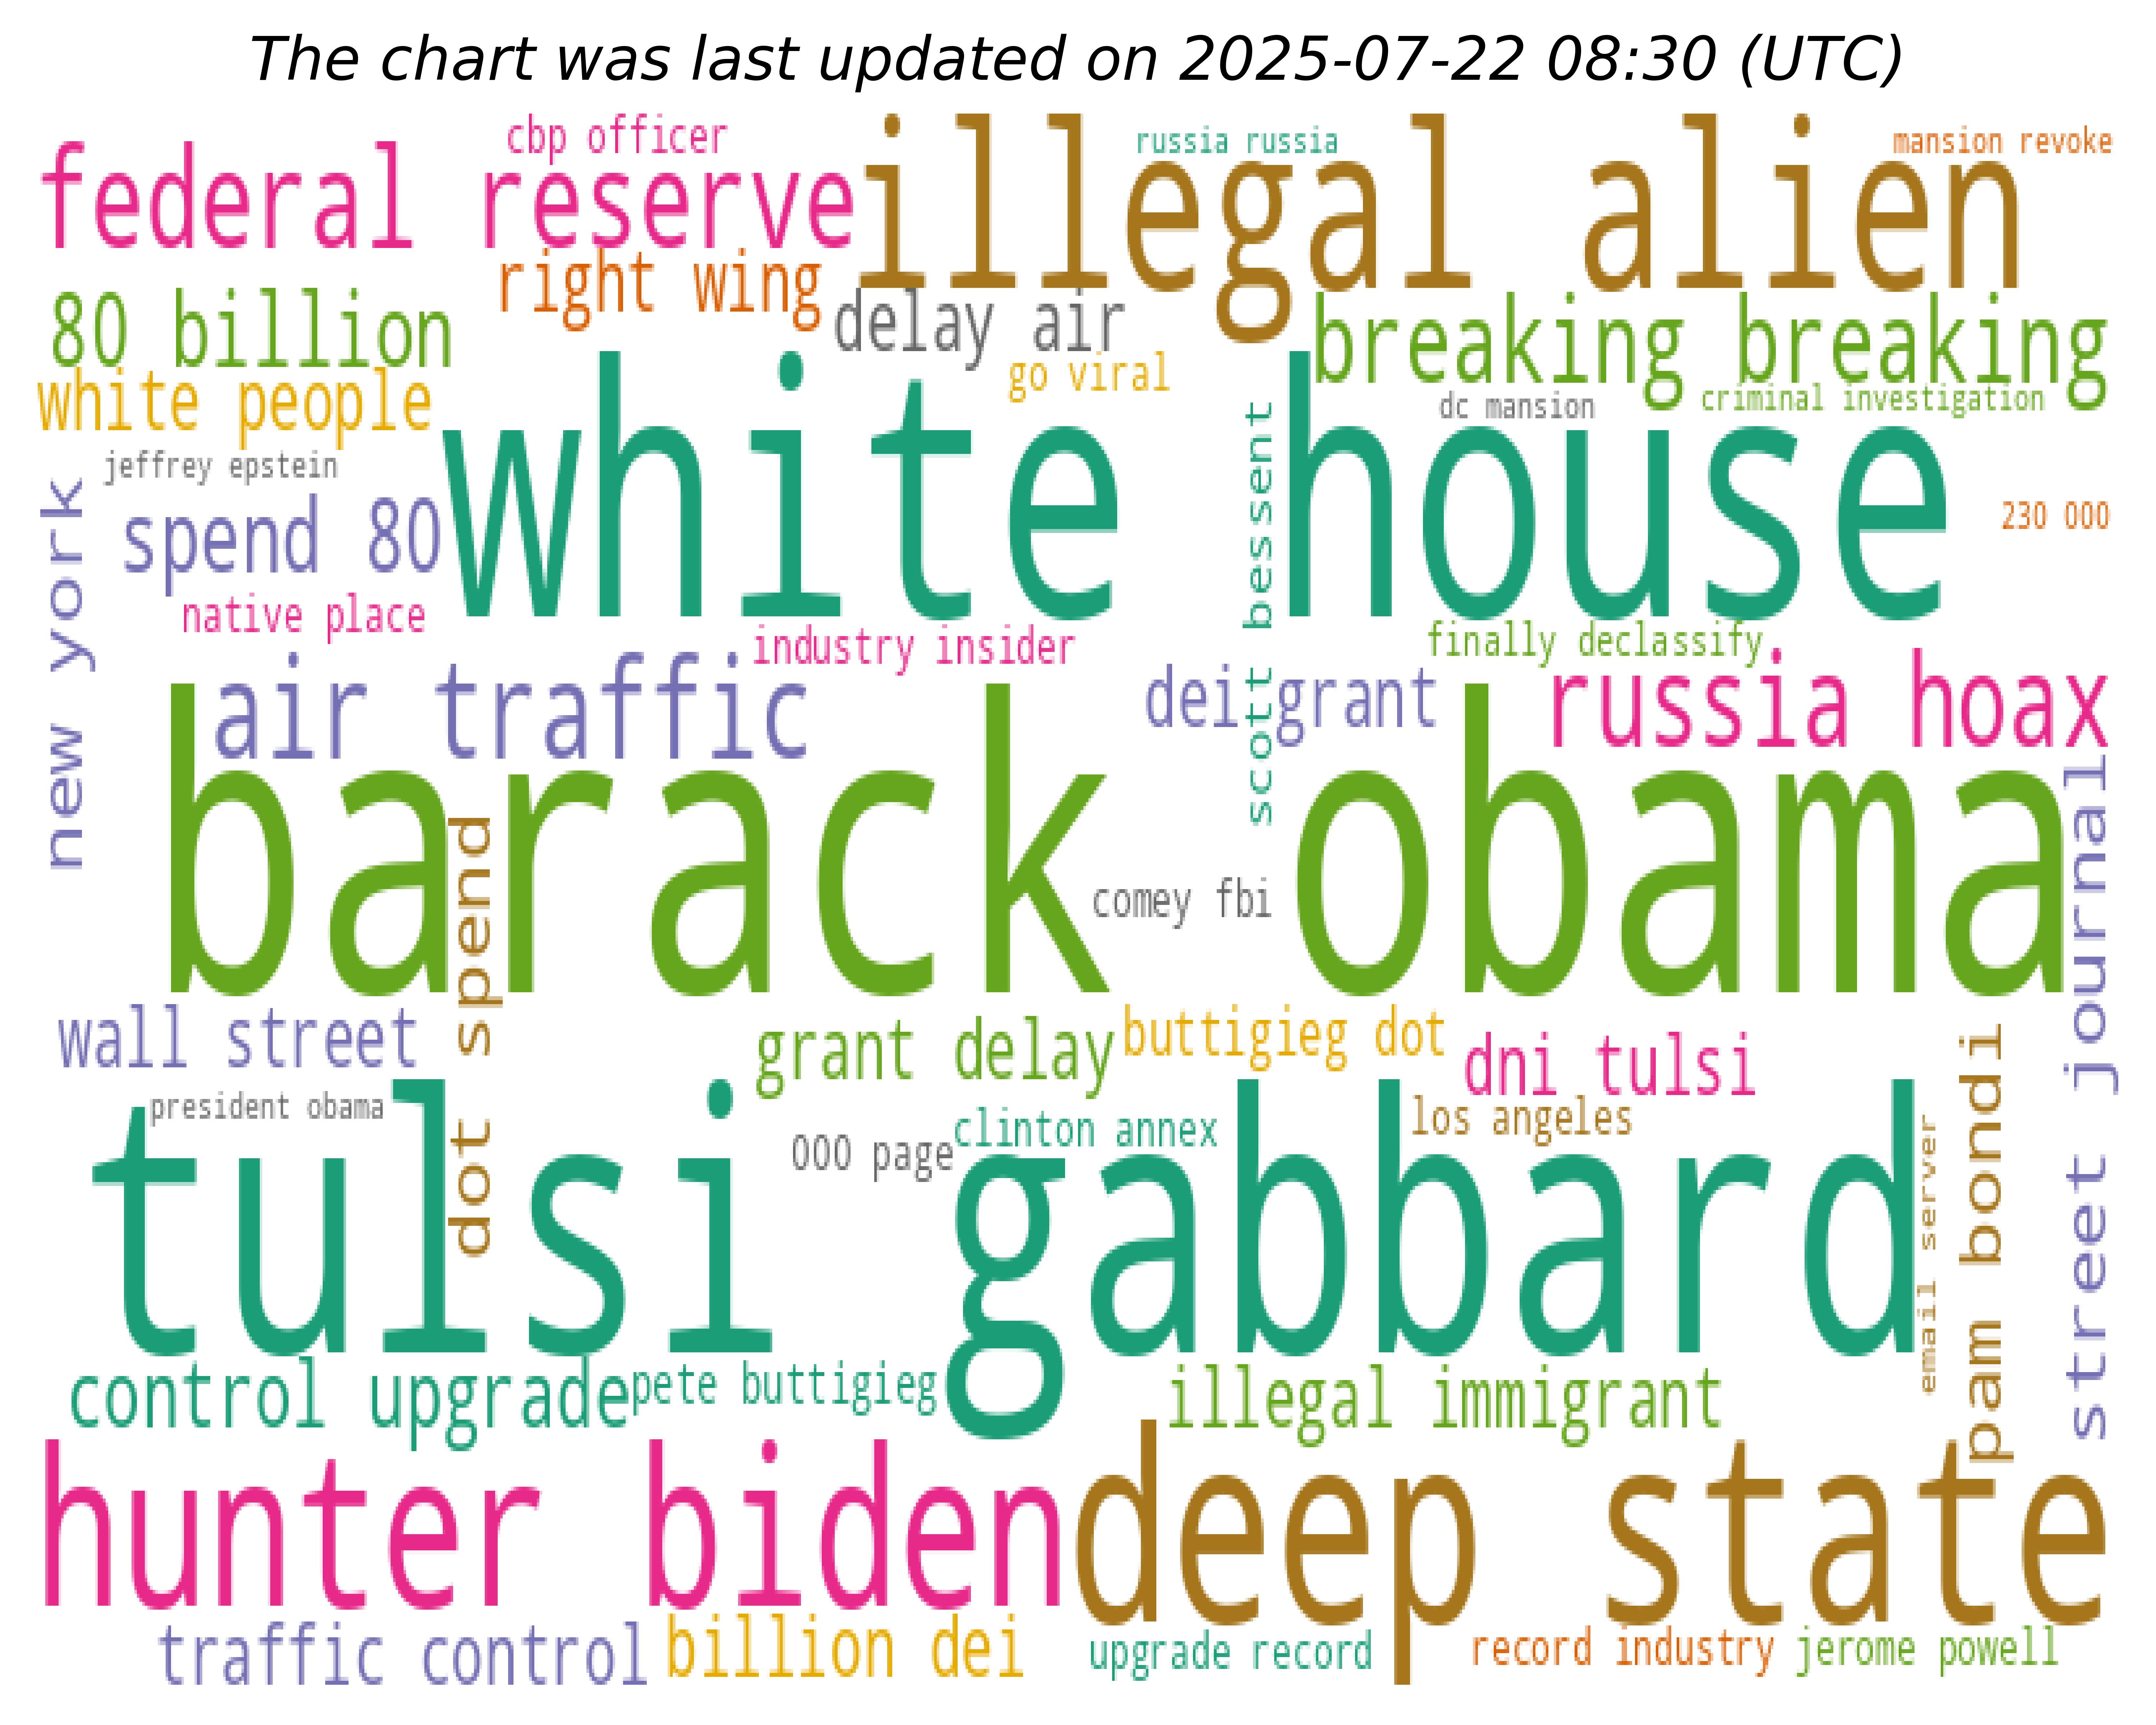 The chart was last updated on 2025-07-22 08:30 (UTC)
cbp officer
russia russia
mansion revoke
federal reserve
illegal alien
right wing
80 billion
delay air
breaking breaking
white people
go viral
dc mansion
criminal investigation
jeffrey epstein
white house
scott bessent
230 000
new york
spend 80
native place
industry insider
finally declassify
air traffic
dei grant
russia hoax
barack obama
comey fbi
dot spend
street journal
wall street
grant delay
buttigieg dot
dni tulsi
pam bondi
president obama
tulsi gabbard
000 page
clinton annex
los angeles
email server
control upgrade
pete buttigieg
illegal immigrant
hunter biden
deep state
traffic control
billion dei
upgrade record
record industry
jerome powell